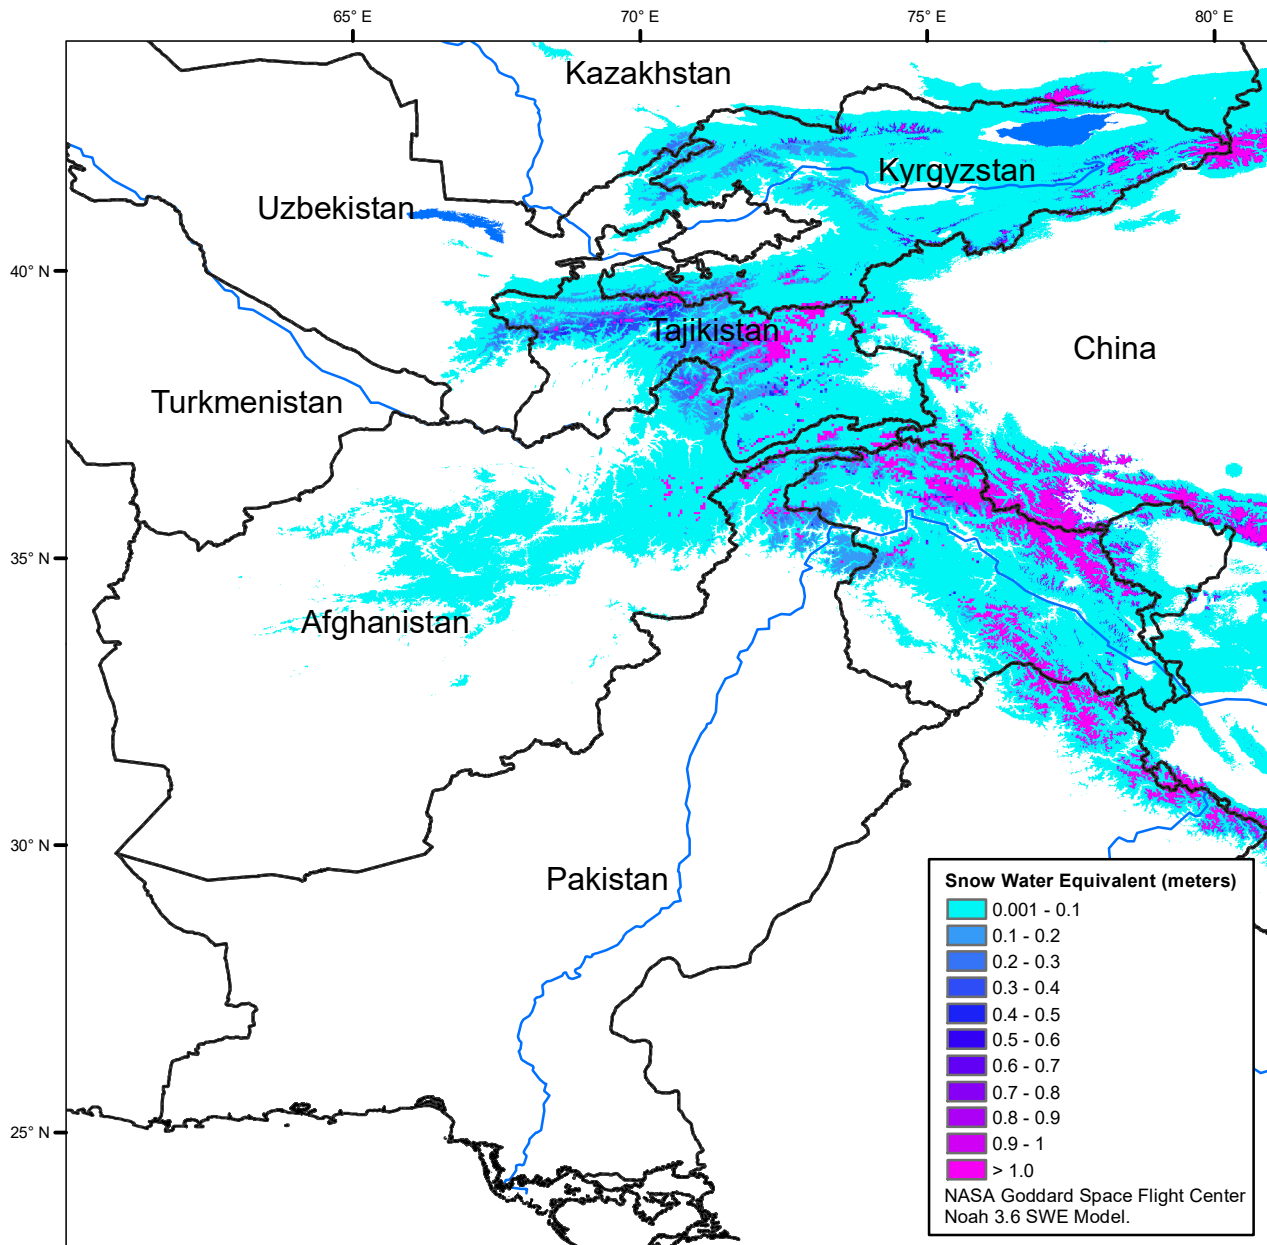 65° E
70° E
75° E
80° E
Kazakhstan
Kyrgyzstan
Uzbekistan
40° N
Tajikistan
China
Turkmenistan
35° N
Afghanistan
30° N
Pakistan
Snow Water Equivalent (meters)
0.001 - 0.1
0.1 - 0.2
0.2 - 0.3
0.3 - 0.4
0.4 - 0.5
0.5 - 0.6
0.6 - 0.7
0.7 - 0.8
0.8 - 0.9
0.9 - 1
> 1.0
25° N
NASA Goddard Space Flight Center
Noah 3.6 SWE Model.